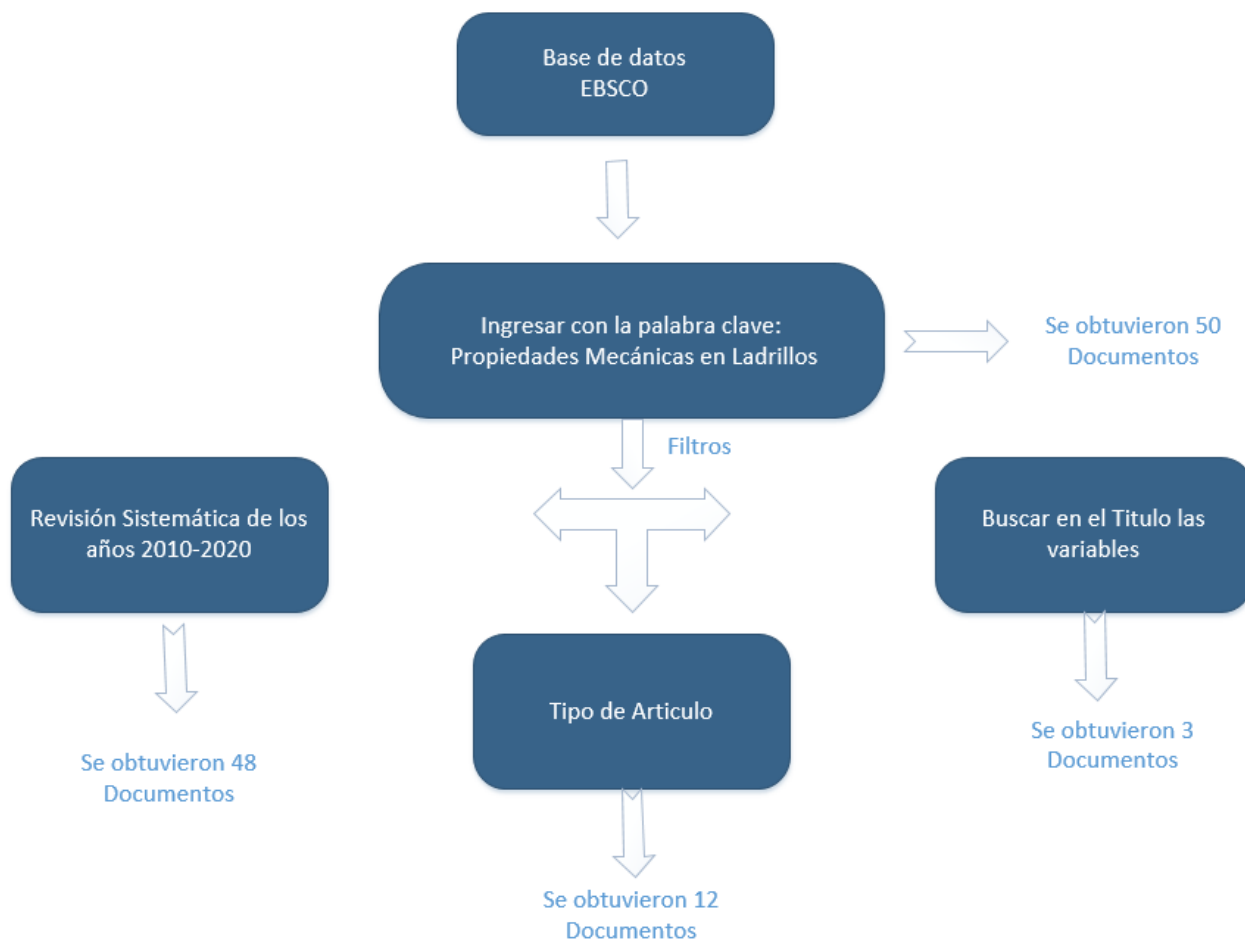 Base de datos
EBSCO
Ingresar con la palabra clave:
Propiedades Mecánicas en Ladrillos
Se obtuvieron 50
Documentos
Filtros
Revisión Sistemática de los
años 2010-2020
Buscar en el Titulo las
variables
Tipo de Articulo
Se obtuvieron 48
Documentos
Se obtuvieron 3
Documentos
Se obtuvieron 12
Documentos